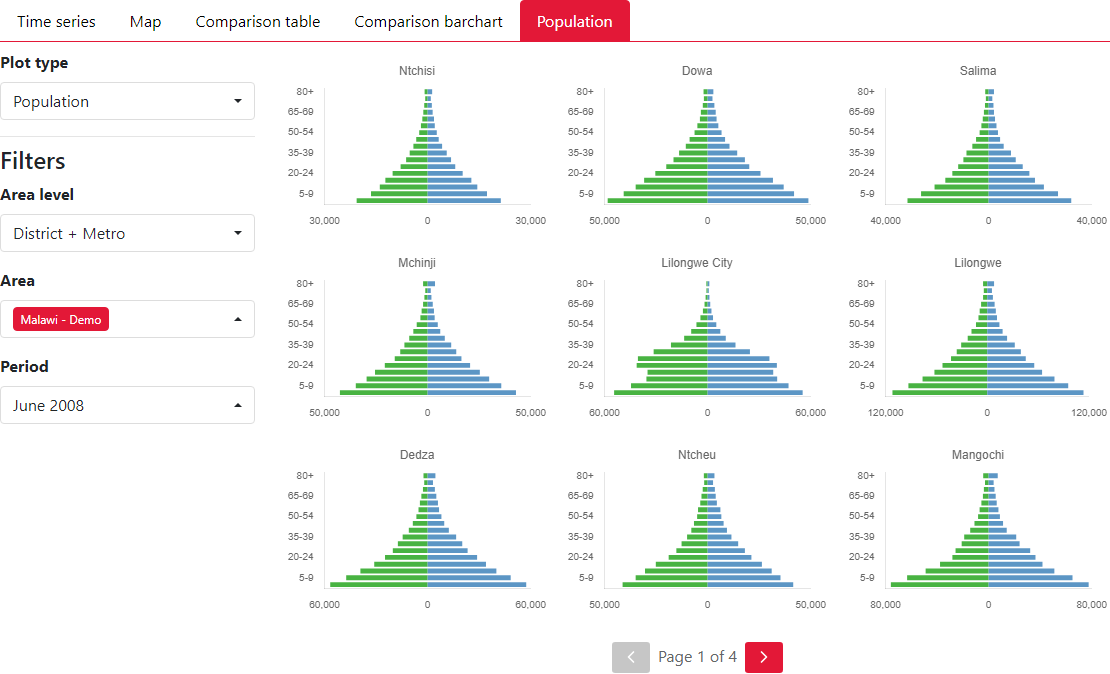 Time series Map Comparison table Comparison barchart Population
Plot type
Population
Filters
Area level
District + Metro
Area
Malawi - Demo
Period
June 2008
Ntchisi
80+
65-69
50-54
35-39
20-24
5-9
30,000 0 30,000
Dowa
80+
65-69
50-54
35-39
20-24
5-9
50,000 0 50,000
Salima
80+
65-69
50-54
35-39
20-24
5-9
40,000 0 40,000
Mchinji
80+
65-69
50-54
35-39
20-24
5-9
50,000 0 50,000
Lilongwe City
80+
65-69
50-54
35-39
20-24
5-9
60,000 0 60,000
Lilongwe
80+
65-69
50-54
35-39
20-24
5-9
120,000 0 120,000
Dedza
80+
65-69
50-54
35-39
20-24
5-9
60,000 0 60,000
Ntcheu
80+
65-69
50-54
35-39
20-24
5-9
50,000 0 50,000
Mangochi
80+
65-69
50-54
35-39
20-24
5-9
80,000 0 80,000
Page 1 of 4